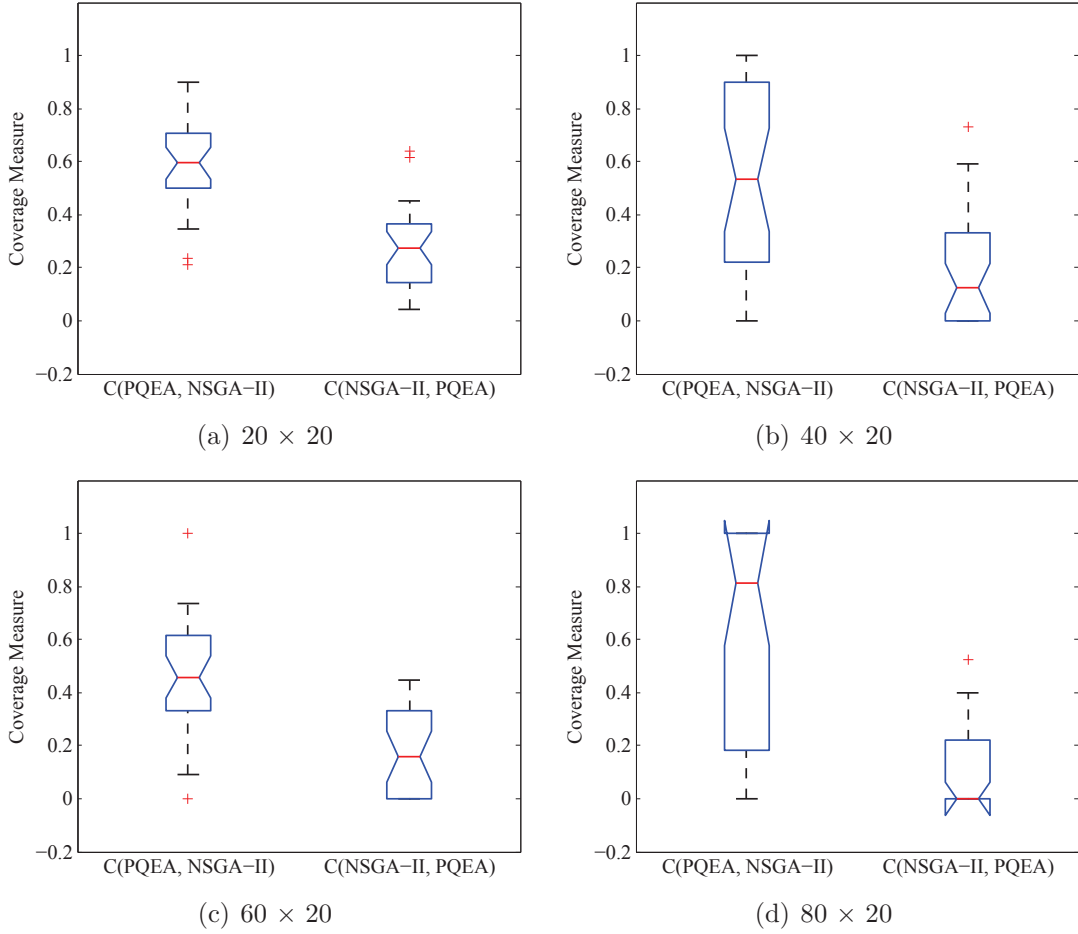 1
0.8
0.6
0.4
0.2
0
−0.2
Coverage Measure
C(PQEA, NSGA−II) C(NSGA−II, PQEA)
(a) 20 × 20
1
0.8
0.6
0.4
0.2
0
−0.2
Coverage Measure
C(PQEA, NSGA−II) C(NSGA−II, PQEA)
(b) 40 × 20
1
0.8
0.6
0.4
0.2
0
−0.2
Coverage Measure
C(PQEA, NSGA−II) C(NSGA−II, PQEA)
(c) 60 × 20
1
0.8
0.6
0.4
0.2
0
−0.2
Coverage Measure
C(PQEA, NSGA−II) C(NSGA−II, PQEA)
(d) 80 × 20